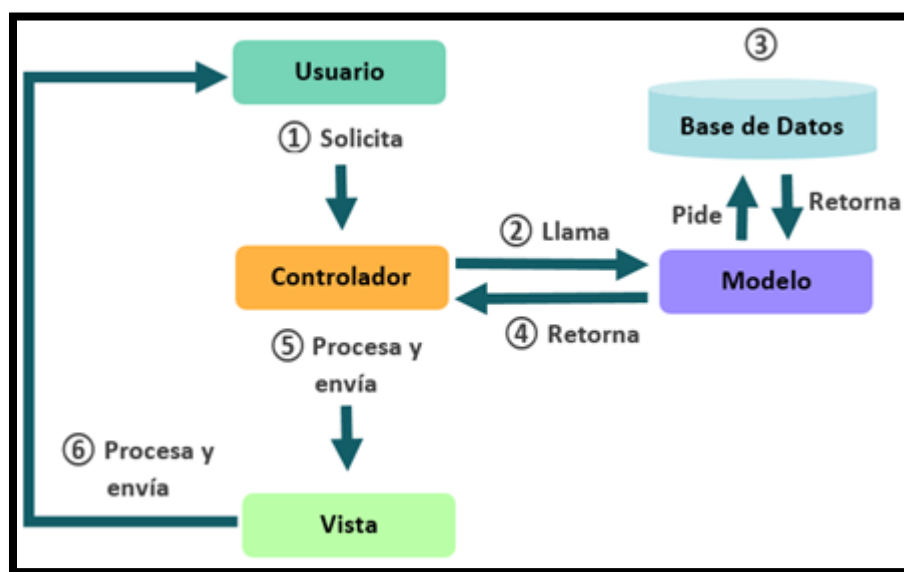 Usuario
③
Base de Datos
① Solicita
Pide
Retorna
② Llama
Controlador
Modelo
④ Retorna
⑤ Procesa y
envía
⑥ Procesa y
envía
Vista